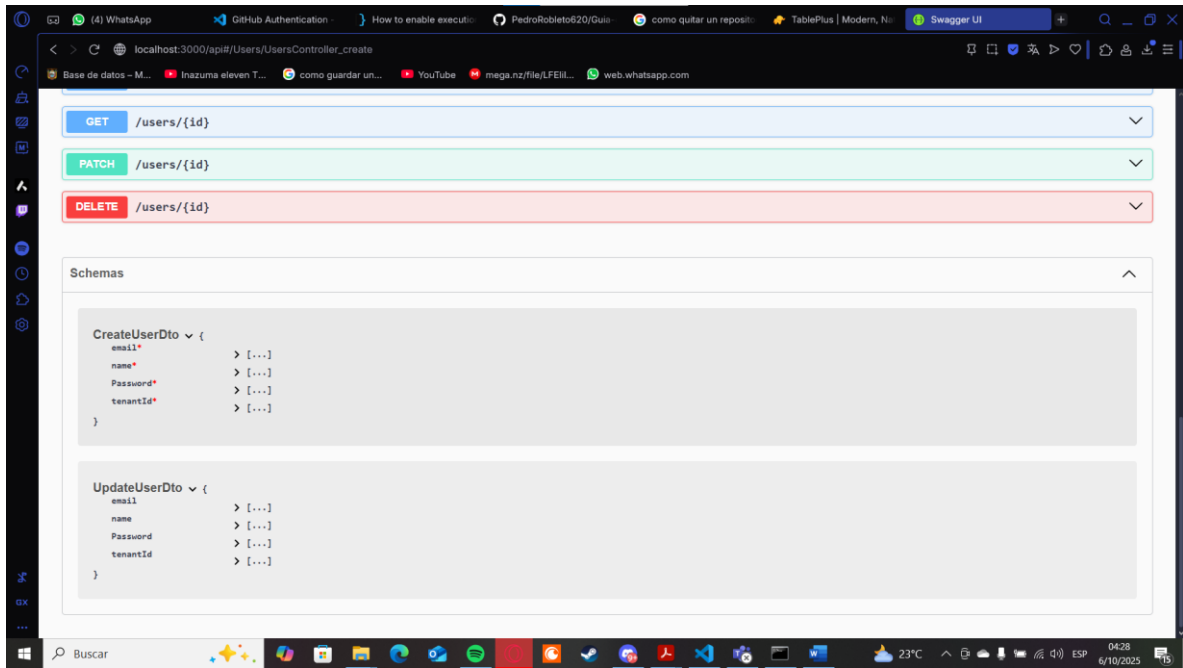 (4) WhatsApp
GitHub Authentication
How to enable executio
PedroRobleto620/Guia-
como quitar un reposito
TablePlus | Modern, Na
Swagger UI
localhost:3000/api#/Users/UsersController_create
Base de datos – M...
Inazuma eleven T...
como guardar un...
YouTube
mega.nz/file/LFElil...
web.whatsapp.com
GET /users/{id}
PATCH /users/{id}
DELETE /users/{id}
Schemas
CreateUserDto {
email* > [...]
name* > [...]
Password* > [...]
tenantId* > [...]
}
UpdateUserDto {
email > [...]
name > [...]
Password > [...]
tenantId > [...]
}
Buscar
23°C
ESP
04:28
6/10/2025